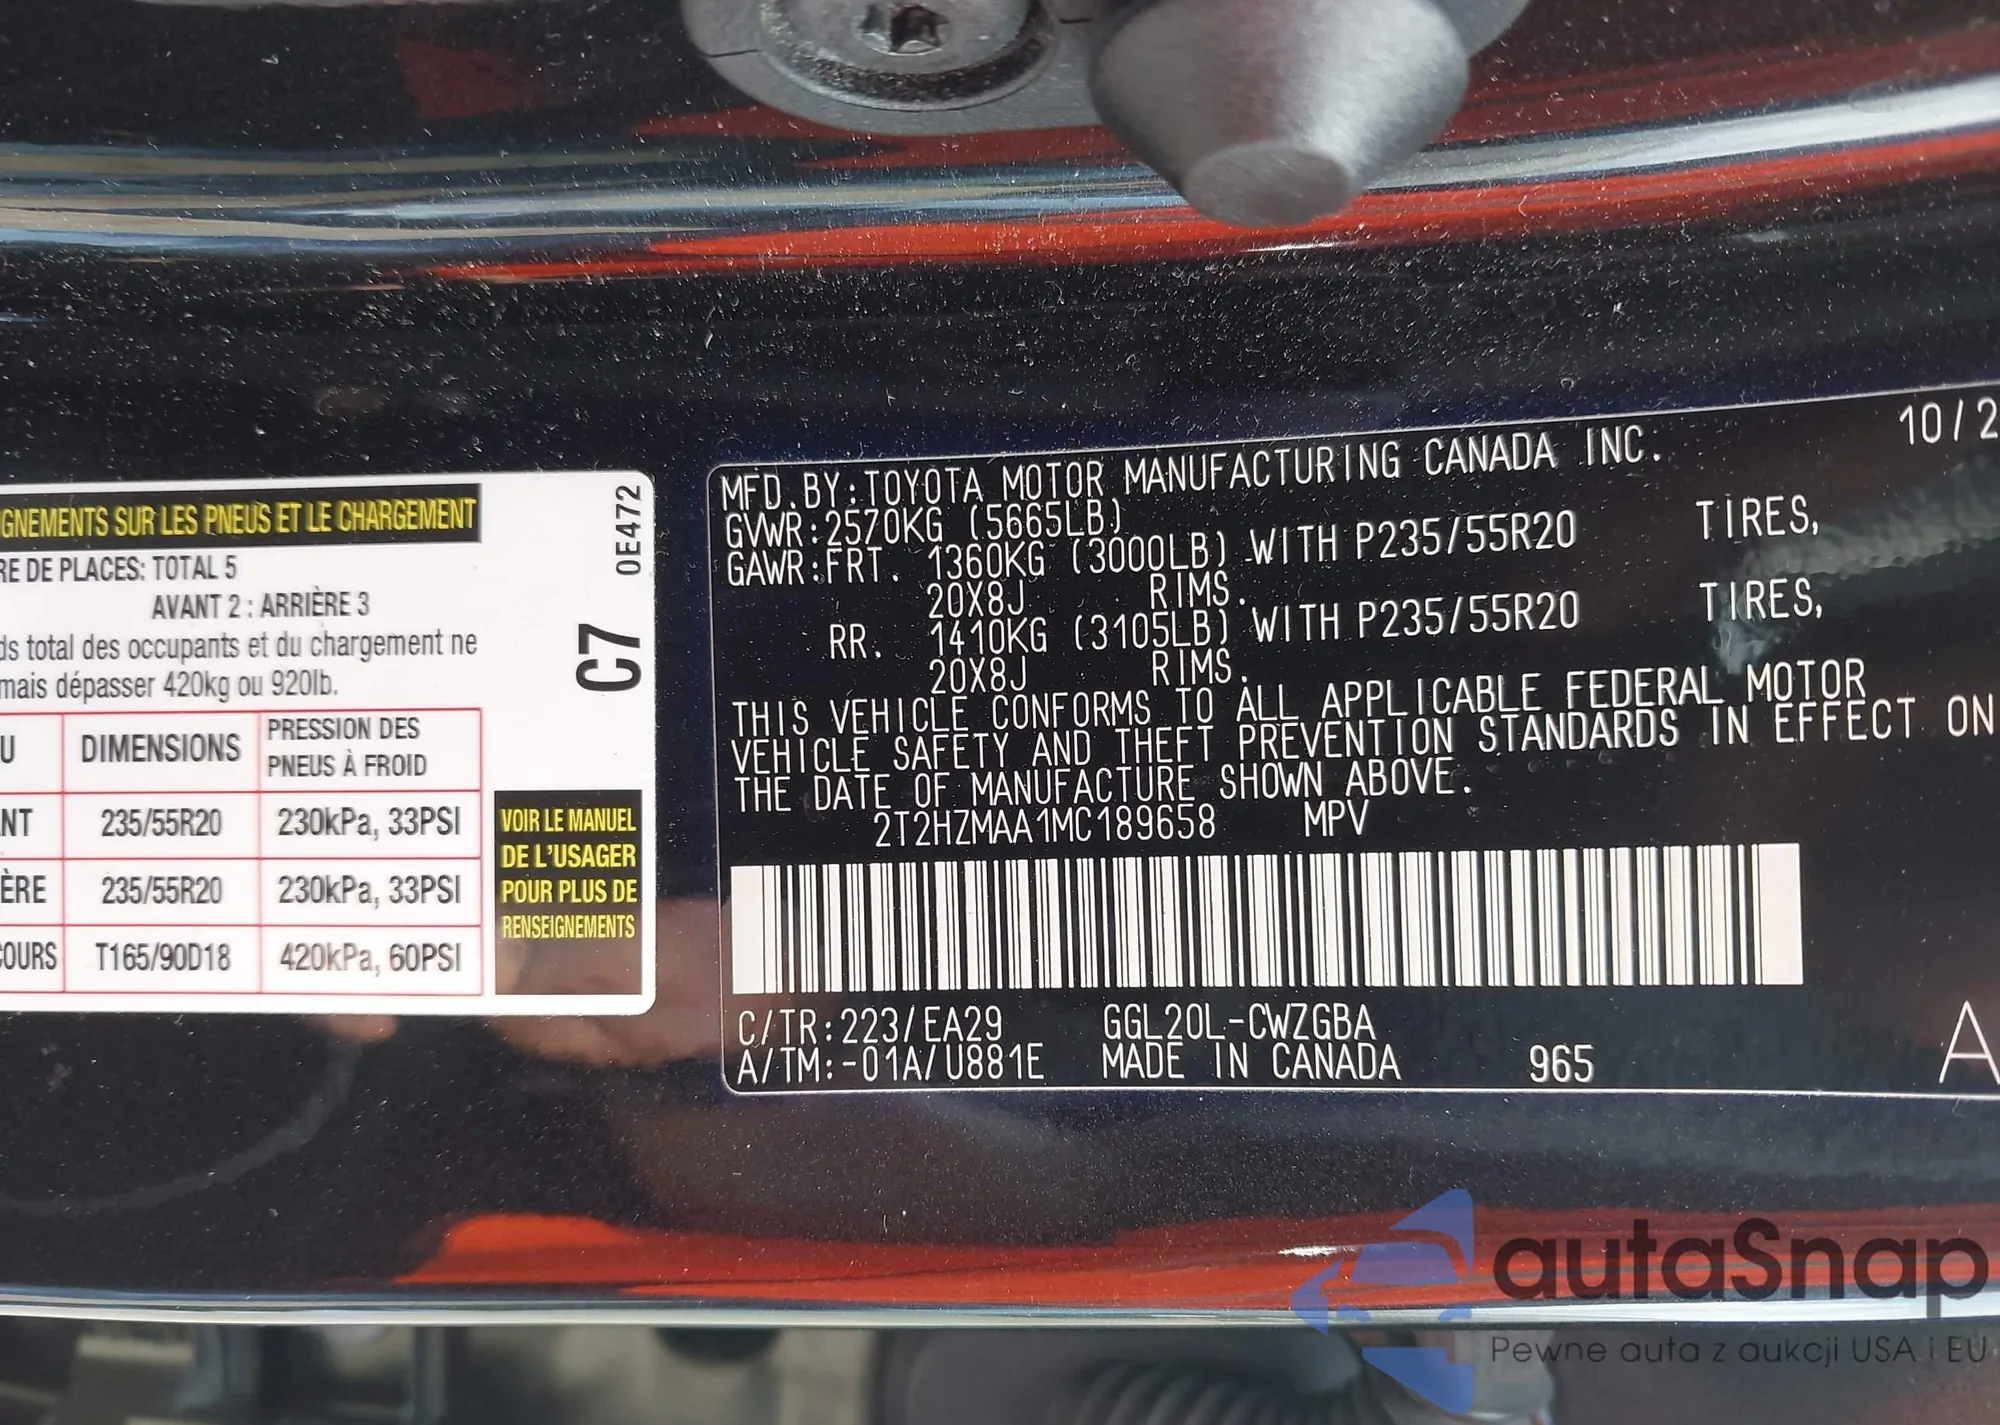 GNEMENTS SUR LES PNEUS ET LE CHARGEMENT
RE DE PLACES: TOTAL 5
AVANT 2 : ARRIÈRE 3
ds total des occupants et du chargement ne
mais dépasser 420kg ou 920lb.
U DIMENSIONS PRESSION DES PNEUS À FROID
NT 235/55R20 230kPa, 33PSI
ÈRE 235/55R20 230kPa, 33PSI
COURS T165/90D18 420kPa, 60PSI
0E472
C7
VOIR LE MANUEL
DE L'USAGER
POUR PLUS DE
RENSEIGNEMENTS
MFD.BY:TOYOTA MOTOR MANUFACTURING CANADA INC. 10/2
GVWR:2570KG (5665LB)
GAWR:FRT. 1360KG (3000LB) WITH P235/55R20 TIRES,
20X8J RIMS.
RR. 1410KG (3105LB) WITH P235/55R20 TIRES,
20X8J RIMS.
THIS VEHICLE CONFORMS TO ALL APPLICABLE FEDERAL MOTOR
VEHICLE SAFETY AND THEFT PREVENTION STANDARDS IN EFFECT ON
THE DATE OF MANUFACTURE SHOWN ABOVE.
2T2HZMAA1MC189658 MPV
C/TR:223/EA29 GGL20L-CWZGBA
A/TM:-01A/U881E MADE IN CANADA 965 A
autaSnap
Pewne auta z aukcji USA i EU